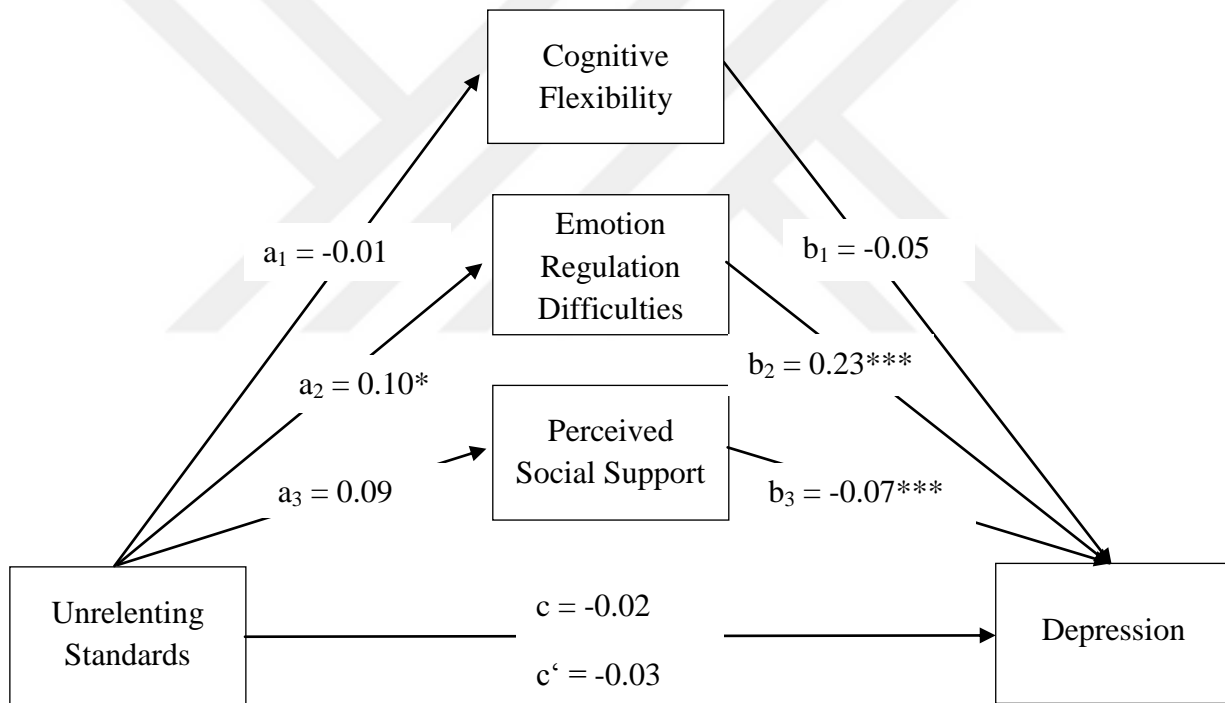 Cognitive
Flexibility
Emotion
Regulation
Difficulties
a₁ = -0.01
b₁ = -0.05
a₂ = 0.10*
b₂ = 0.23***
Perceived
Social Support
a₃ = 0.09
b₃ = -0.07***
Unrelenting
Standards
c = -0.02
c‘ = -0.03
Depression